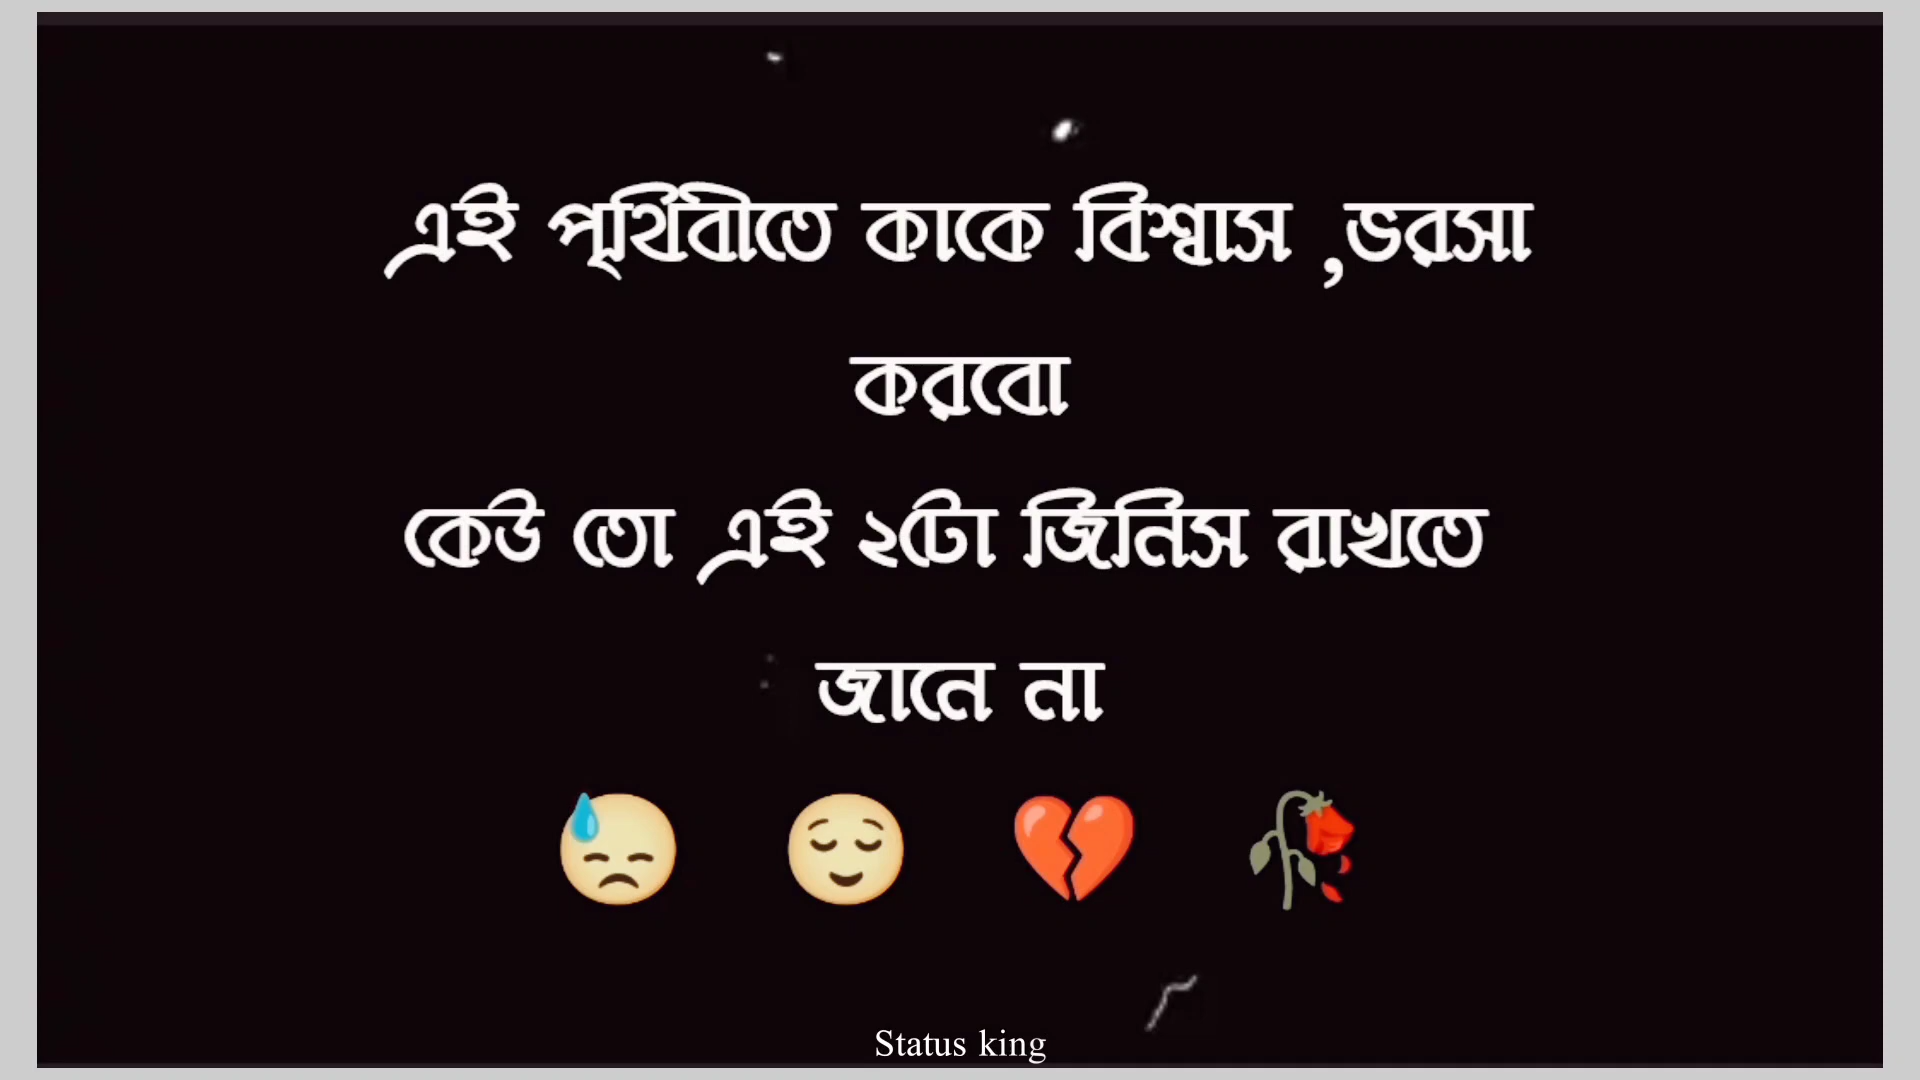 এই পৃথিবীতে কাকে বিশ্বাস ,ভরসা
করবো
কেউ তো এই ২টো জিনিস রাখতে
জানে না
😓 😌 💔 🥀
Status king